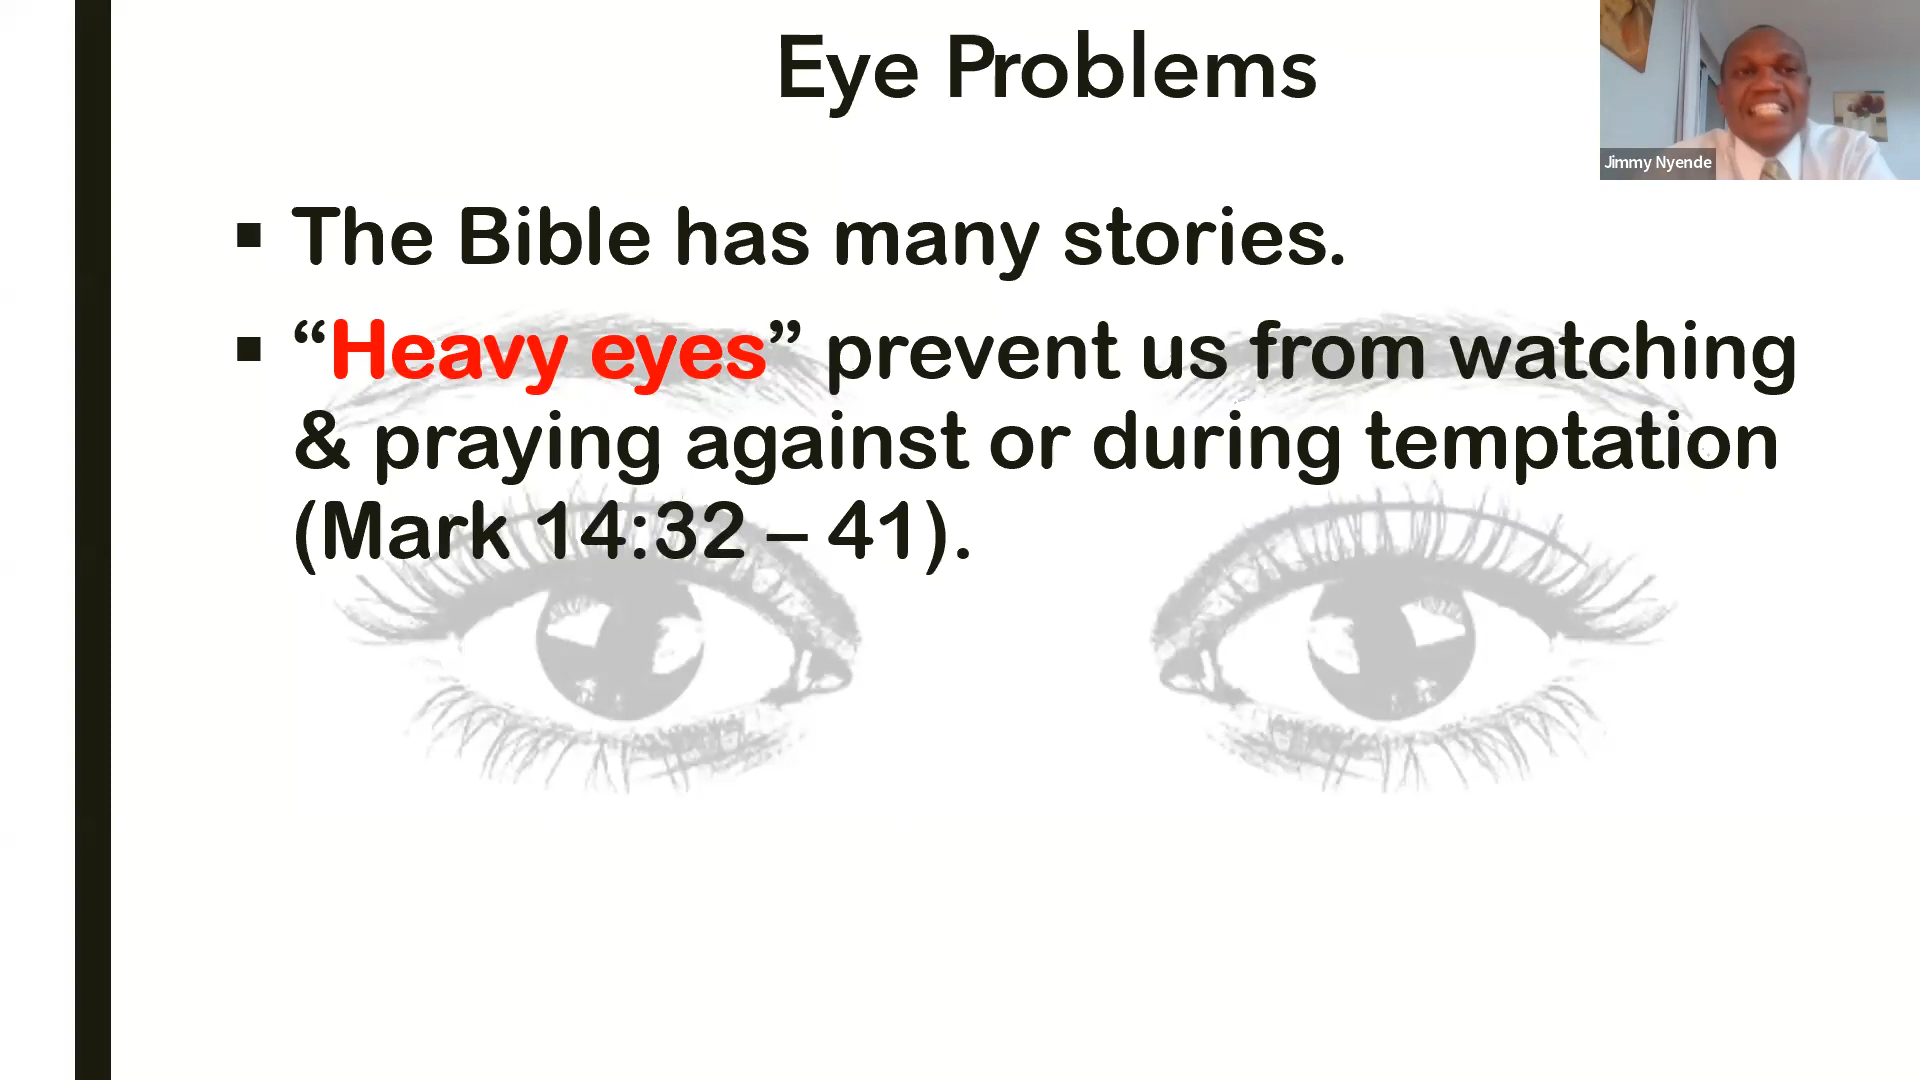 Eye Problems
Jimmy Nyende
▪ The Bible has many stories.
▪ “Heavy eyes” prevent us from watching
& praying against or during temptation
(Mark 14:32 – 41).